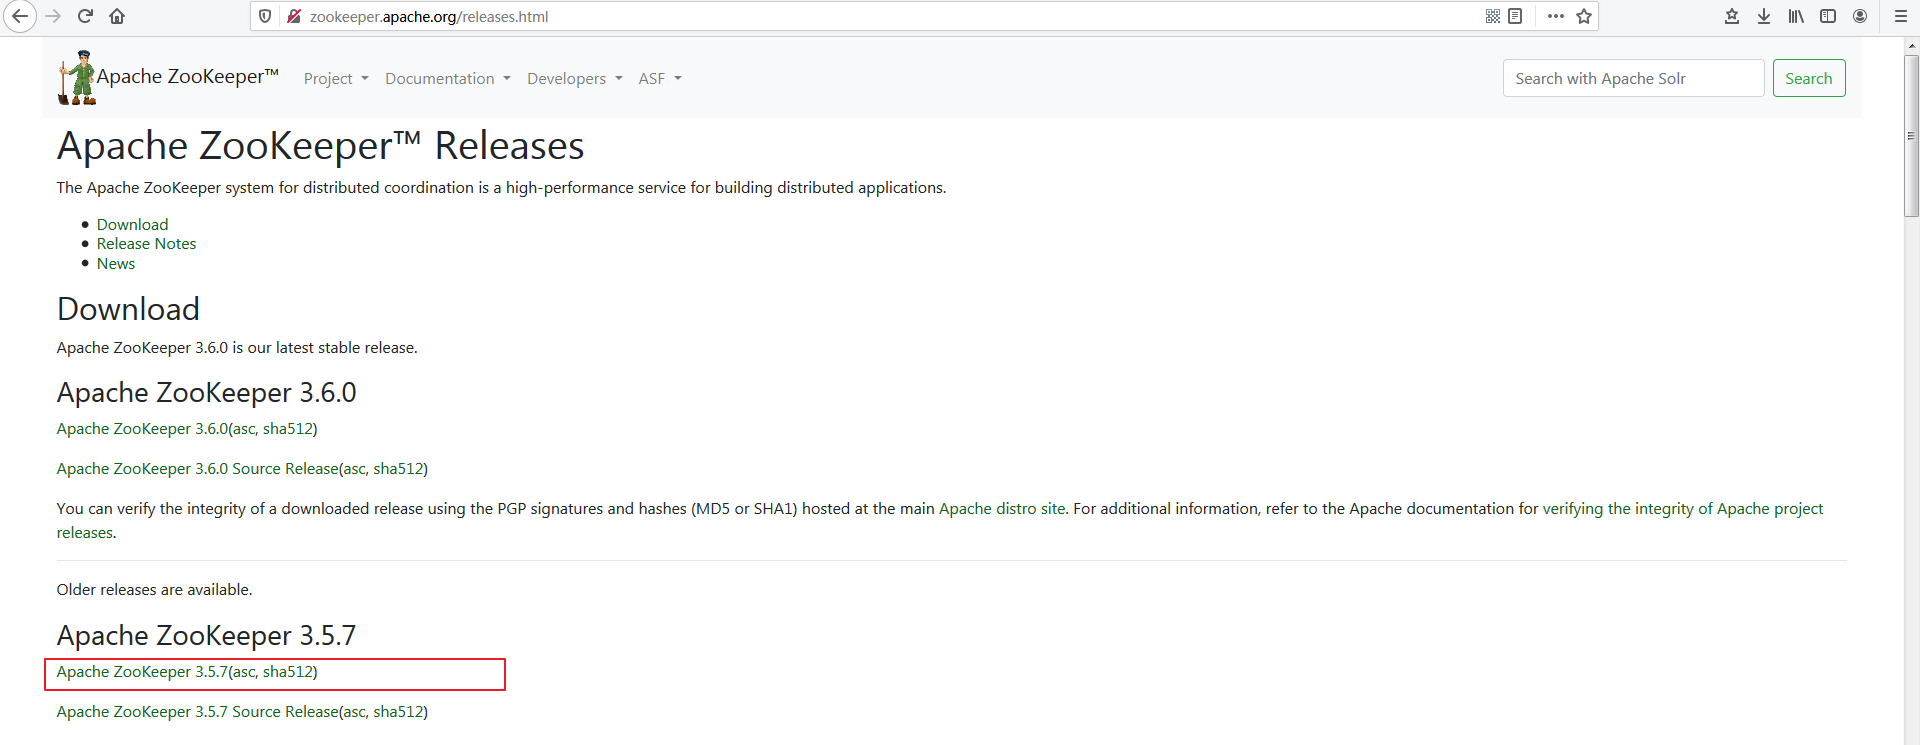 zookeeper.apache.org/releases.html
Apache ZooKeeper™ Project Documentation Developers ASF Search with Apache Solr Search
Apache ZooKeeper™ Releases
The Apache ZooKeeper system for distributed coordination is a high-performance service for building distributed applications.
Download
Release Notes
News
Download
Apache ZooKeeper 3.6.0 is our latest stable release.
Apache ZooKeeper 3.6.0
Apache ZooKeeper 3.6.0(asc, sha512)
Apache ZooKeeper 3.6.0 Source Release(asc, sha512)
You can verify the integrity of a downloaded release using the PGP signatures and hashes (MD5 or SHA1) hosted at the main Apache distro site. For additional information, refer to the Apache documentation for verifying the integrity of Apache project
releases.
Older releases are available.
Apache ZooKeeper 3.5.7
Apache ZooKeeper 3.5.7(asc, sha512)
Apache ZooKeeper 3.5.7 Source Release(asc, sha512)